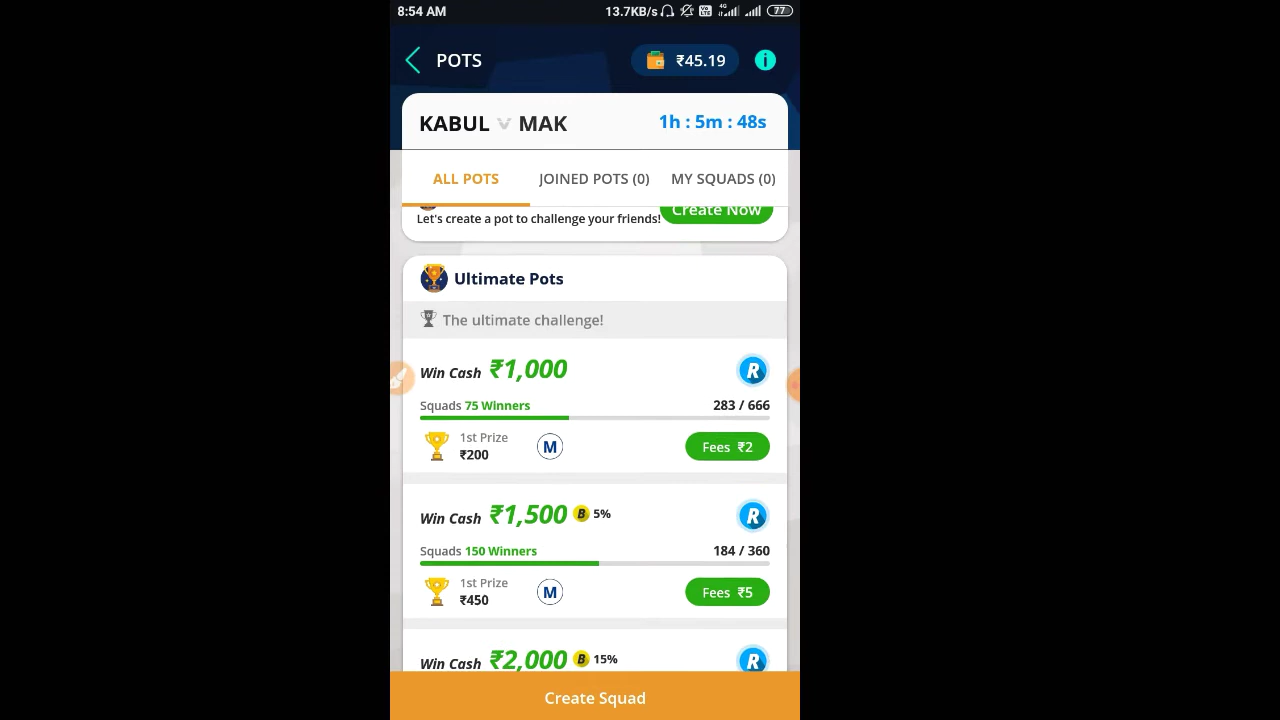 8:54 AM 13.7KB/s Vo LTE 4G 77
POTS ₹45.19 i
KABUL V MAK 1h : 5m : 48s
ALL POTS JOINED POTS (0) MY SQUADS (0)
Let's create a pot to challenge your friends! Create Now
Ultimate Pots
The ultimate challenge!
Win Cash ₹1,000 R
Squads 75 Winners 283 / 666
1st Prize
₹200 M Fees ₹2
Win Cash ₹1,500 B 5% R
Squads 150 Winners 184 / 360
1st Prize
₹450 M Fees ₹5
Win Cash ₹2,000 B 15% R
Create Squad